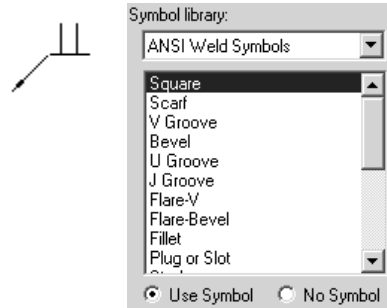 Symbol library:
ANSI Weld Symbols
Square
Scarf
V Groove
Bevel
U Groove
J Groove
Flare-V
Flare-Bevel
Fillet
Plug or Slot
Use Symbol No Symbol